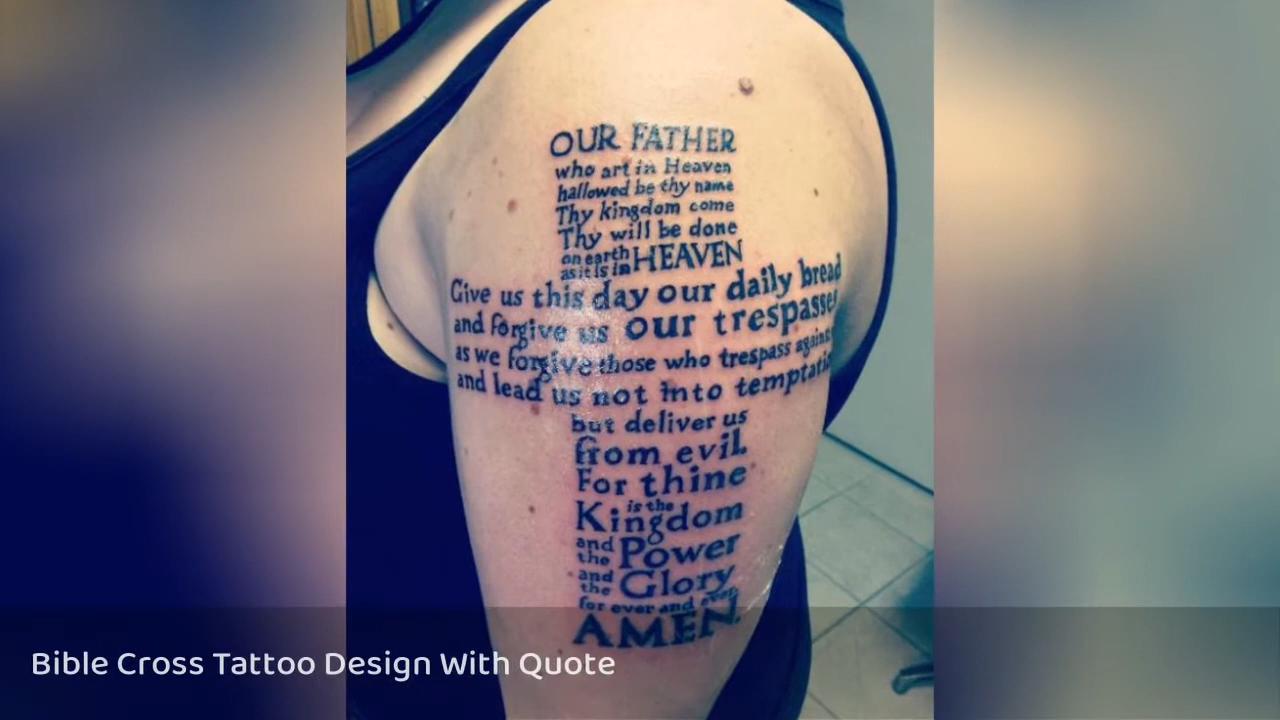 OUR FATHER
who art in Heaven
hallowed be thy name
Thy kingdom come
Thy will be done
on earth
as it is in HEAVEN
Give us this day our daily bread
and forgive us our trespasses
as we forgive those who trespass against
and lead us not into temptati
but deliver us
from evil.
For thine
is the
Kingdom
and
the Power
and
the Glory
for ever and ever
AMEN.
Bible Cross Tattoo Design With Quote